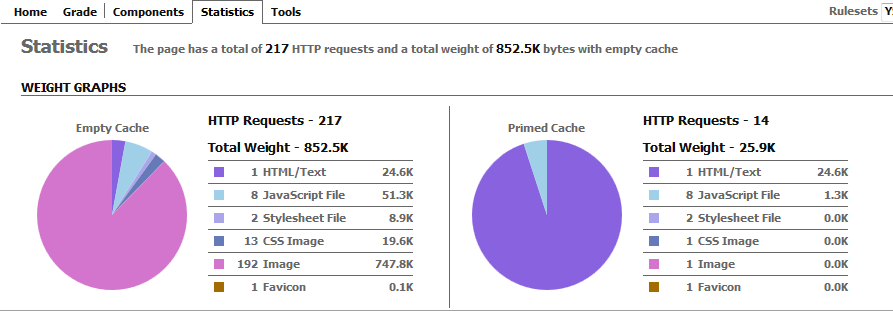 Home Grade Components Statistics Tools Rulesets
Statistics The page has a total of 217 HTTP requests and a total weight of 852.5K bytes with empty cache
WEIGHT GRAPHS
Empty Cache
HTTP Requests - 217
Total Weight - 852.5K
1 HTML/Text 24.6K
8 JavaScript File 51.3K
2 Stylesheet File 8.9K
13 CSS Image 19.6K
192 Image 747.8K
1 Favicon 0.1K
Primed Cache
HTTP Requests - 14
Total Weight - 25.9K
1 HTML/Text 24.6K
8 JavaScript File 1.3K
2 Stylesheet File 0.0K
1 CSS Image 0.0K
1 Image 0.0K
1 Favicon 0.0K